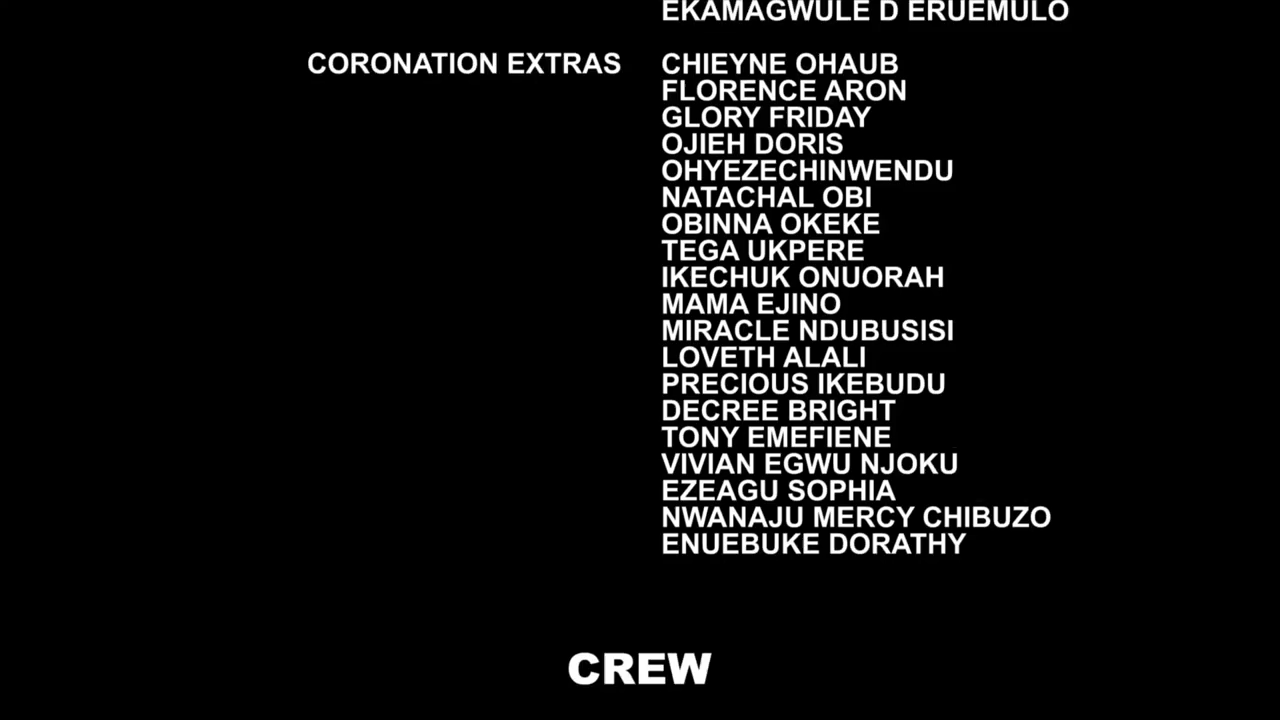 EKAMAGWULE D ERUEMULO
CORONATION EXTRAS CHIEYNE OHAUB
FLORENCE ARON
GLORY FRIDAY
OJIEH DORIS
OHYEZECHINWENDU
NATACHAL OBI
OBINNA OKEKE
TEGA UKPERE
IKECHUK ONUORAH
MAMA EJINO
MIRACLE NDUBUSISI
LOVETH ALALI
PRECIOUS IKEBUDU
DECREE BRIGHT
TONY EMEFIENE
VIVIAN EGWU NJOKU
EZEAGU SOPHIA
NWANAJU MERCY CHIBUZO
ENUEBUKE DORATHY
CREW